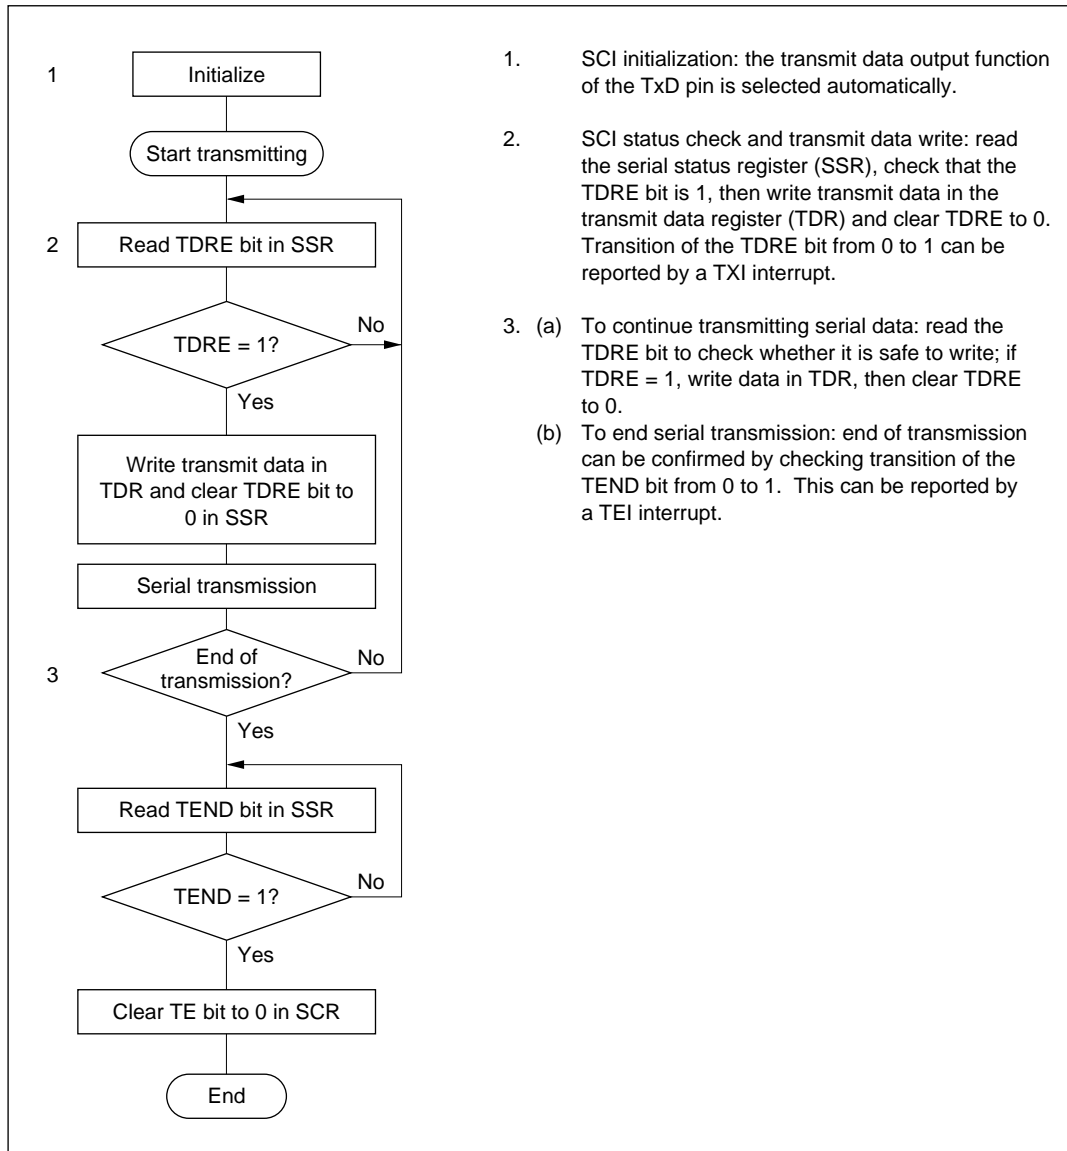 1
Initialize
Start transmitting
2
Read TDRE bit in SSR
TDRE = 1?
No
Yes
Write transmit data in
TDR and clear TDRE bit to
0 in SSR
Serial transmission
3
End of
transmission?
No
Yes
Read TEND bit in SSR
TEND = 1?
No
Yes
Clear TE bit to 0 in SCR
End
1. SCI initialization: the transmit data output function
of the TxD pin is selected automatically.
2. SCI status check and transmit data write: read
the serial status register (SSR), check that the
TDRE bit is 1, then write transmit data in the
transmit data register (TDR) and clear TDRE to 0.
Transition of the TDRE bit from 0 to 1 can be
reported by a TXI interrupt.
3. (a) To continue transmitting serial data: read the
TDRE bit to check whether it is safe to write; if
TDRE = 1, write data in TDR, then clear TDRE
to 0.
(b) To end serial transmission: end of transmission
can be confirmed by checking transition of the
TEND bit from 0 to 1. This can be reported by
a TEI interrupt.